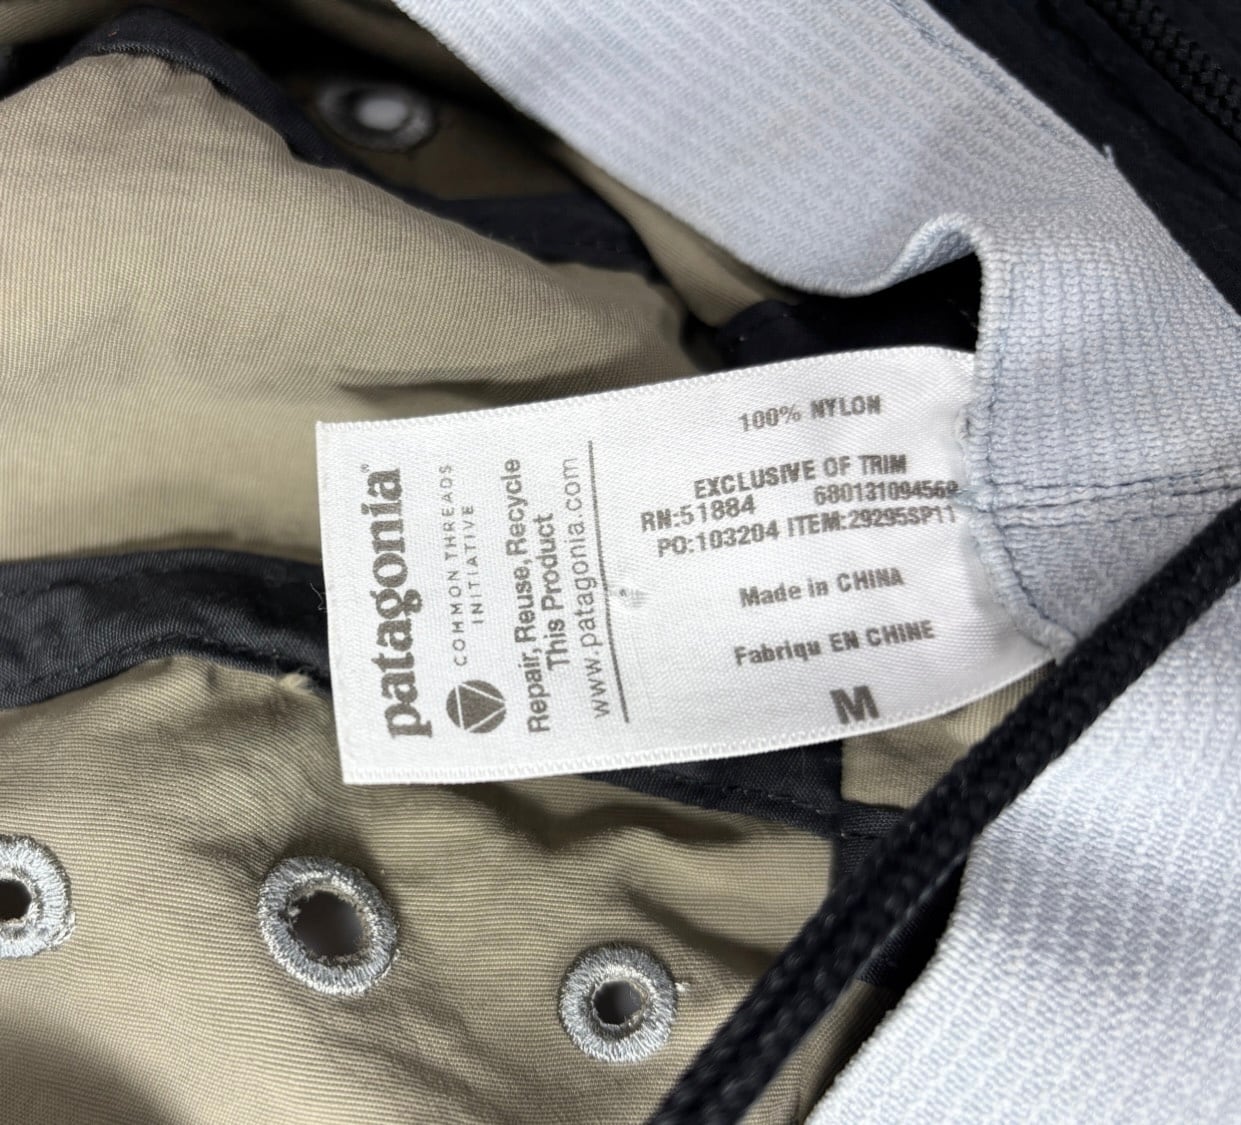 patagonia®
COMMON THREADS
INITIATIVE
Repair, Reuse, Recycle
This Product
www.patagonia.com
100% NYLON
EXCLUSIVE OF TRIM
RN:51884 680131094569
PO:103204 ITEM:29295SP11
Made in CHINA
Fabriqu EN CHINE
M